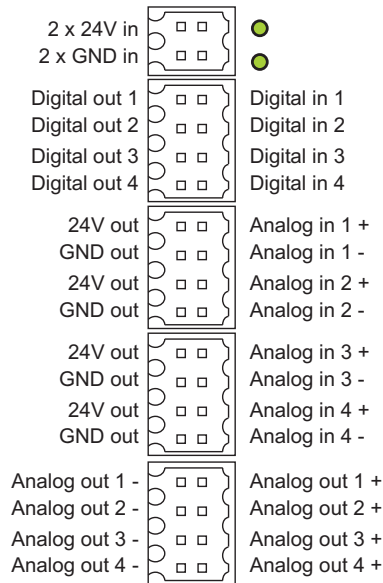 2 x 24V in
2 x GND in
Digital out 1 Digital in 1
Digital out 2 Digital in 2
Digital out 3 Digital in 3
Digital out 4 Digital in 4
24V out Analog in 1 +
GND out Analog in 1 -
24V out Analog in 2 +
GND out Analog in 2 -
24V out Analog in 3 +
GND out Analog in 3 -
24V out Analog in 4 +
GND out Analog in 4 -
Analog out 1 - Analog out 1 +
Analog out 2 - Analog out 2 +
Analog out 3 - Analog out 3 +
Analog out 4 - Analog out 4 +